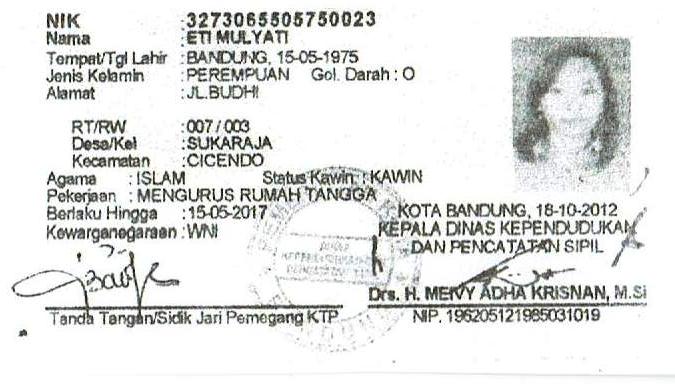 NIK :3273065505750023
Nama :ETI MULYATI
Tempat/Tgl Lahir :BANDUNG, 15-05-1975
Jenis Kelamin :PEREMPUAN Gol. Darah : O
Alamat :JL.BUDHI
RT/RW :007 / 003
Desa/Kel :SUKARAJA
Kecamatan :CICENDO
Agama : ISLAM Status Kawin : KAWIN
Pekerjaan : MENGURUS RUMAH TANGGA
Berlaku Hingga :15-05-2017
Kewarganegaraan : WNI
KOTA BANDUNG, 18-10-2012
KEPALA DINAS KEPENDUDUKAN
DAN PENCATATAN SIPIL
Drs. H. MEIVY ADHA KRISNAN, M.Si
NIP. 196205121985031019
Tanda Tangan/Sidik Jari Pemegang KTP